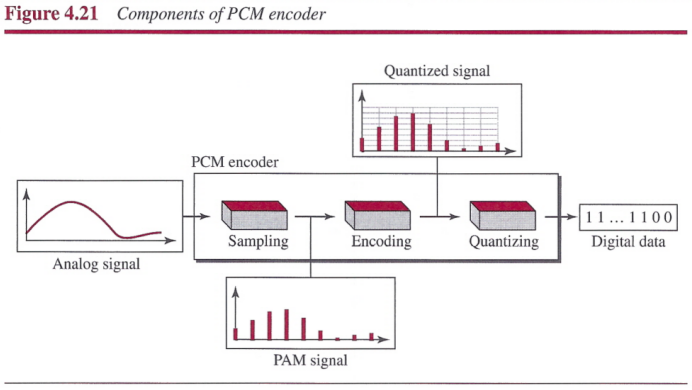 Figure 4.21 Components of PCM encoder
Quantized signal
PCM encoder
Sampling
Encoding
Quantizing
11 ... 1100
Digital data
Analog signal
PAM signal